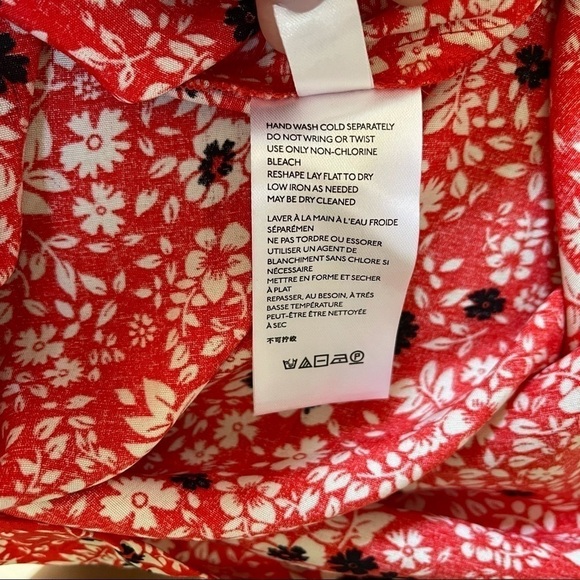 HAND WASH COLD SEPARATELY
DO NOT WRING OR TWIST
USE ONLY NON-CHLORINE
BLEACH
RESHAPE LAY FLAT TO DRY
LOW IRON AS NEEDED
MAY BE DRY CLEANED
LAVER À LA MAIN À L'EAU FROIDE
SÉPARÉMEN
NE PAS TORDRE OU ESSORER
UTILISER UN AGENT DE
BLANCHIMENT SANS CHLORE SI
NÉCESSAIRE
METTRE EN FORME ET SECHER
À PLAT
REPASSER, AU BESOIN, À TRÉS
BASSE TEMPÉRATURE
PEUT-ÊTRE ÊTRE NETTOYÉE
À SEC
不可拧绞